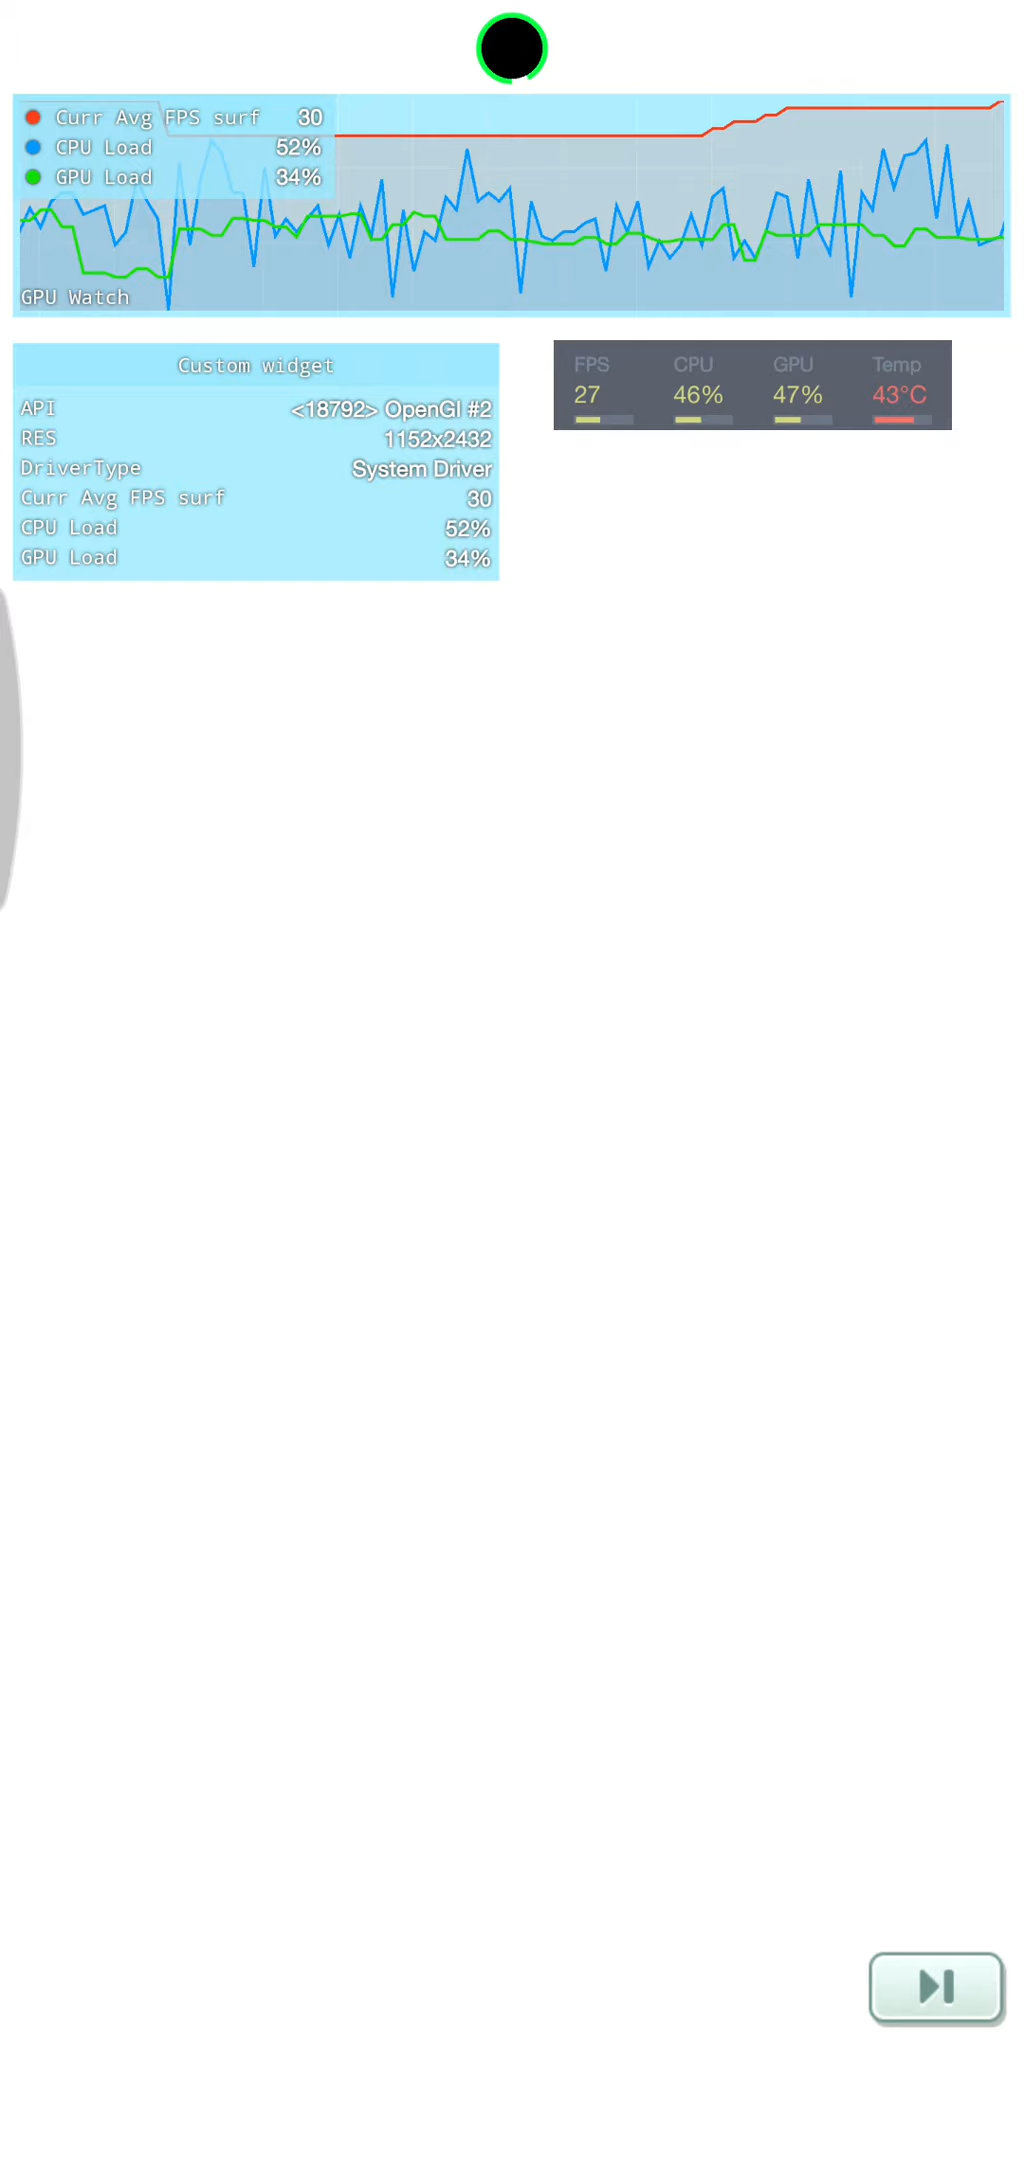 Curr Avg FPS surf 30
CPU Load 52%
GPU Load 34%
GPU Watch
Custom widget
API <18792> OpenGl #2
RES 1152x2432
DriverType System Driver
Curr Avg FPS surf 30
CPU Load 52%
GPU Load 34%
FPS CPU GPU Temp
27 46% 47% 43°C